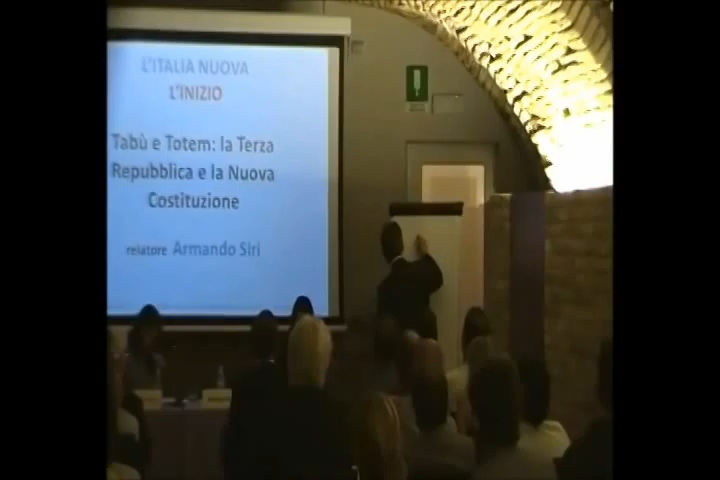 L'ITALIA NUOVA
L'INIZIO
Tabù e Totem: la Terza
Repubblica e la Nuova
Costituzione
relatore Armando Siri